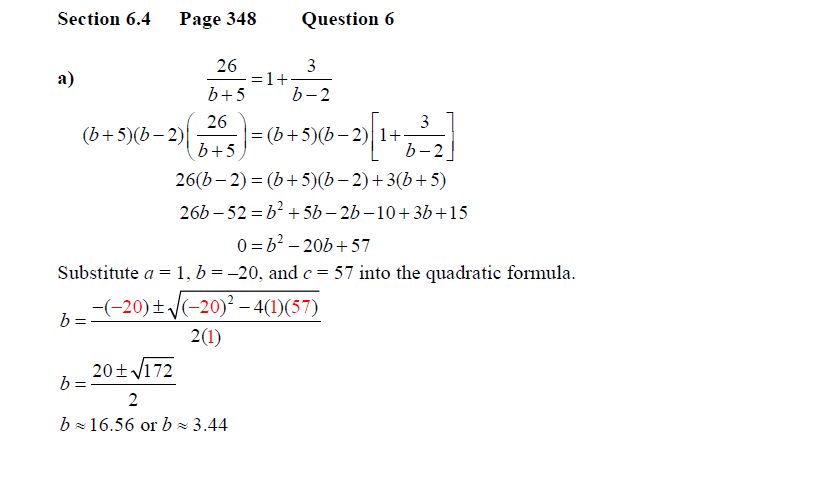 Section 6.4 Page 348 Question 6
a) 26/(b + 5) = 1 + 3/(b – 2)
(b + 5)(b – 2)(26/(b + 5)) = (b + 5)(b – 2)[1 + 3/(b – 2)]
26(b – 2) = (b + 5)(b – 2) + 3(b + 5)
26b – 52 = b² + 5b – 2b – 10 + 3b + 15
0 = b² – 20b + 57
Substitute a = 1, b = –20, and c = 57 into the quadratic formula.
b = (–(–20) ± √((–20)² – 4(1)(57)))/(2(1))
b = (20 ± √172)/2
b ≈ 16.56 or b ≈ 3.44